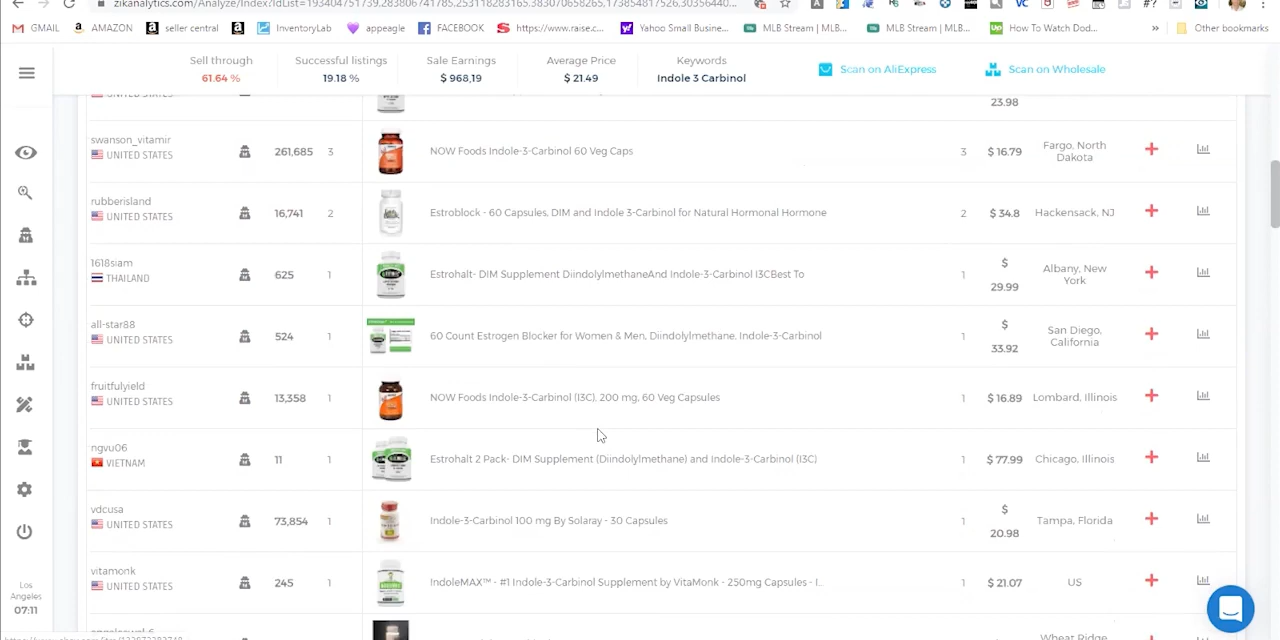 zikanalytics.com/Analyze/Index?IdList=193404751739,283806741785,253118283165,383070658265,173854817526,30356440...
GMAIL AMAZON seller central InventoryLab appeagle FACEBOOK https://www.raise.c... Yahoo Small Busine... MLB Stream | MLB... MLB Stream | MLB... How To Watch Dod... » Other bookmarks
Sell through Successful listings Sale Earnings Average Price Keywords
61.64 % 19.18 % $ 968,19 $ 21.49 Indole 3 Carbinol
Scan on AliExpress Scan on Wholesale
UNITED STATES
23.98
swanson_vitamir
UNITED STATES 261,685 3 NOW Foods Indole-3-Carbinol 60 Veg Caps 3 $ 16.79 Fargo, North
Dakota
rubberisland
UNITED STATES 16,741 2 Estroblock - 60 Capsules, DIM and Indole 3-Carbinol for Natural Hormonal Hormone 2 $ 34.8 Hackensack, NJ
1618siam
THAILAND 625 1 Estrohalt- DIM Supplement DiindolylmethaneAnd Indole-3-Carbinol I3CBest To 1 $
29.99 Albany, New
York
all-star88
UNITED STATES 524 1 60 Count Estrogen Blocker for Women & Men, Diindolylmethane, Indole-3-Carbinol 1 $
33.92 San Diego,
California
fruitfulyield
UNITED STATES 13,358 1 NOW Foods Indole-3-Carbinol (I3C), 200 mg, 60 Veg Capsules 1 $ 16.89 Lombard, Illinois
ngvu06
VIETNAM 11 1 Estrohalt 2 Pack- DIM Supplement (Diindolylmethane) and Indole-3-Carbinol (I3C) 1 $ 77.99 Chicago, Illinois
vdcusa
UNITED STATES 73,854 1 Indole-3-Carbinol 100 mg By Solaray - 30 Capsules 1 $
20.98 Tampa, Florida
vitamonk
UNITED STATES 245 1 IndoleMAX™ - #1 Indole-3-Carbinol Supplement by VitaMonk - 250mg Capsules - I... 1 $ 21.07 US
Wheat Ridge
Los
Angeles
07:11